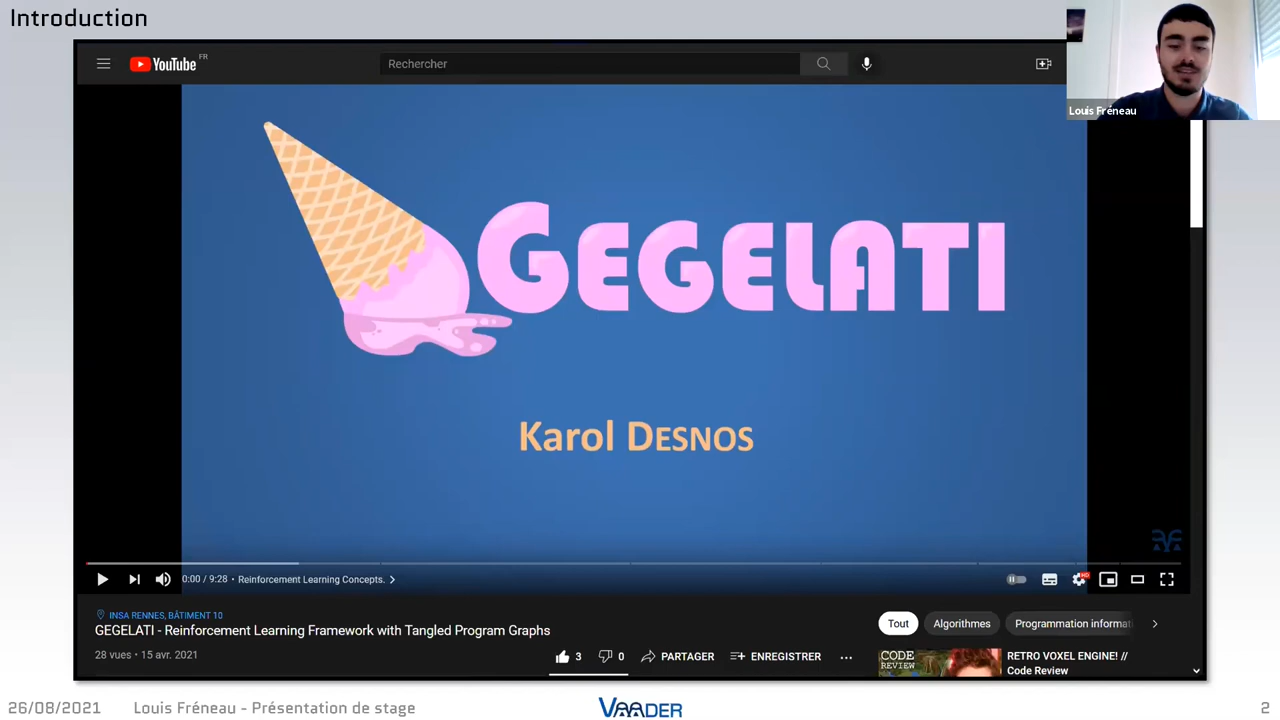 Introduction
YouTube FR
Rechercher
Louis Fréneau
GEGELATI
Karol DESNOS
0:00 / 9:28 • Reinforcement Learning Concepts. >
HD
INSA RENNES, BÂTIMENT 10
GEGELATI - Reinforcement Learning Framework with Tangled Program Graphs
28 vues • 15 avr. 2021
3
0
PARTAGER
ENREGISTRER
...
Tout
Algorithmes
Programmation informati
CODE
REVIEW
RETRO VOXEL ENGINE! //
Code Review
26/08/2021
Louis Fréneau - Présentation de stage
VAADER
2